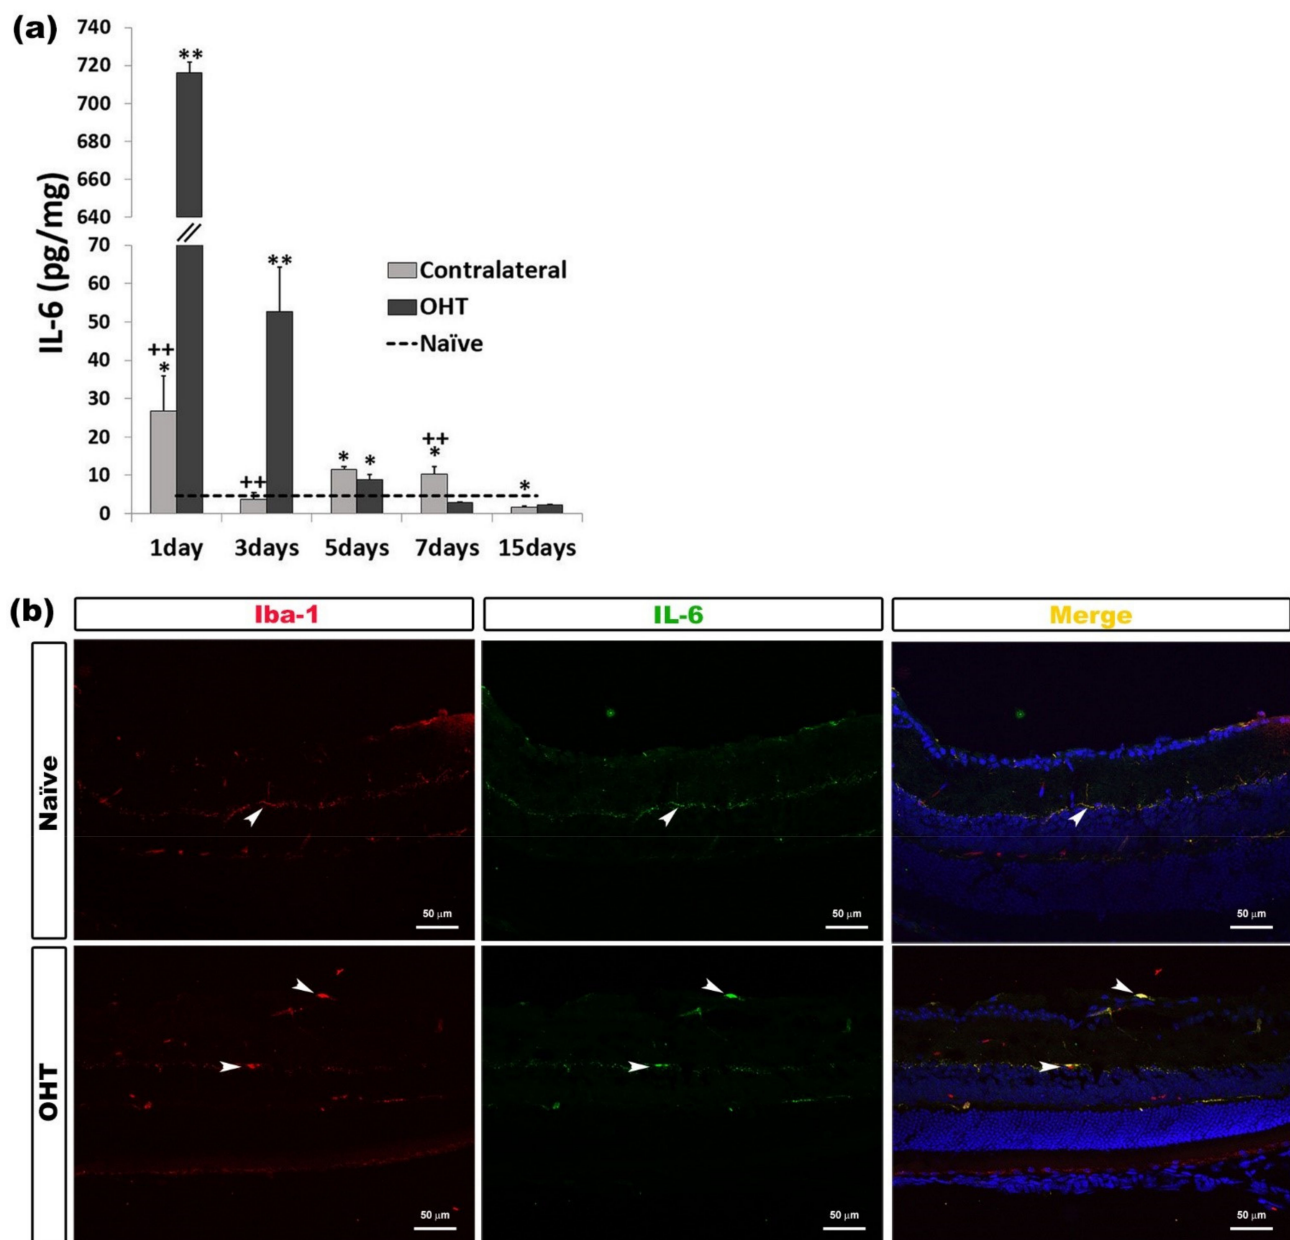 (a)
740
720
700
680
660
640
70
60
50
40
30
20
10
0
IL-6 (pg/mg)
**
++
*
**
++
*
*
++
*
*
Contralateral
OHT
Naïve
1day 3days 5days 7days 15days
(b)
Iba-1 IL-6 Merge
Naïve
50 μm 50 μm 50 μm
OHT
50 μm 50 μm 50 μm